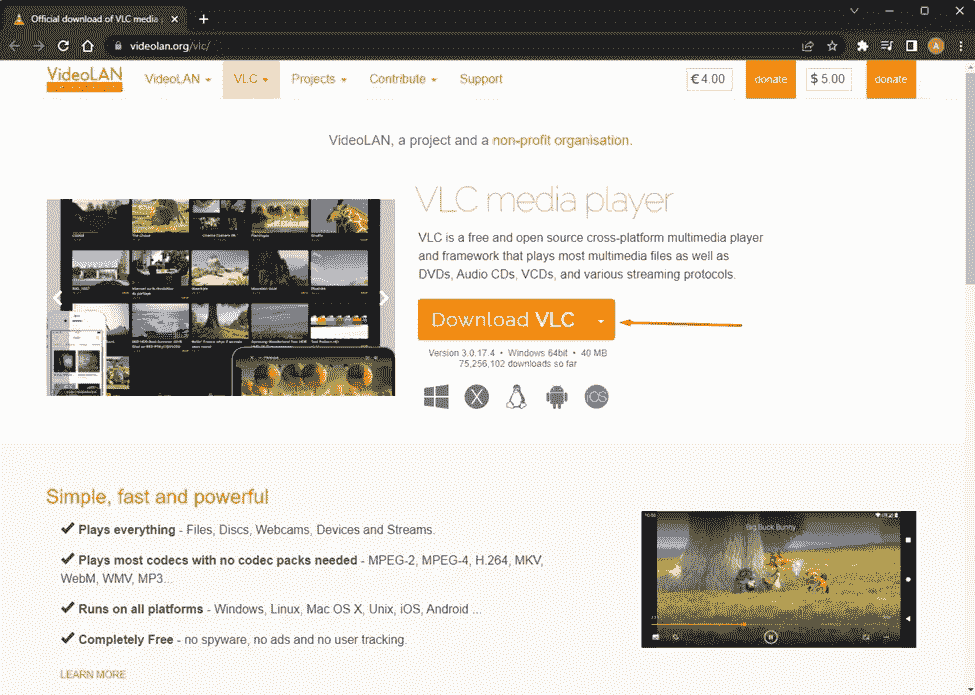 Official download of VLC media
videolan.org/vlc/
A
VideoLAN
VideoLAN VLC Projects Contribute Support
€ 4.00 donate $ 5.00 donate
VideoLAN, a project and a non-profit organisation.
VLC media player
VLC is a free and open source cross-platform multimedia player
and framework that plays most multimedia files as well as
DVDs, Audio CDs, VCDs, and various streaming protocols.
Download VLC
Version 3.0.17.4 • Windows 64bit • 40 MB
75,256,102 downloads so far
iOS
Simple, fast and powerful
Plays everything - Files, Discs, Webcams, Devices and Streams.
Plays most codecs with no codec packs needed - MPEG-2, MPEG-4, H.264, MKV,
WebM, WMV, MP3...
Runs on all platforms - Windows, Linux, Mac OS X, Unix, iOS, Android ...
Completely Free - no spyware, no ads and no user tracking.
LEARN MORE
Big Buck Bunny